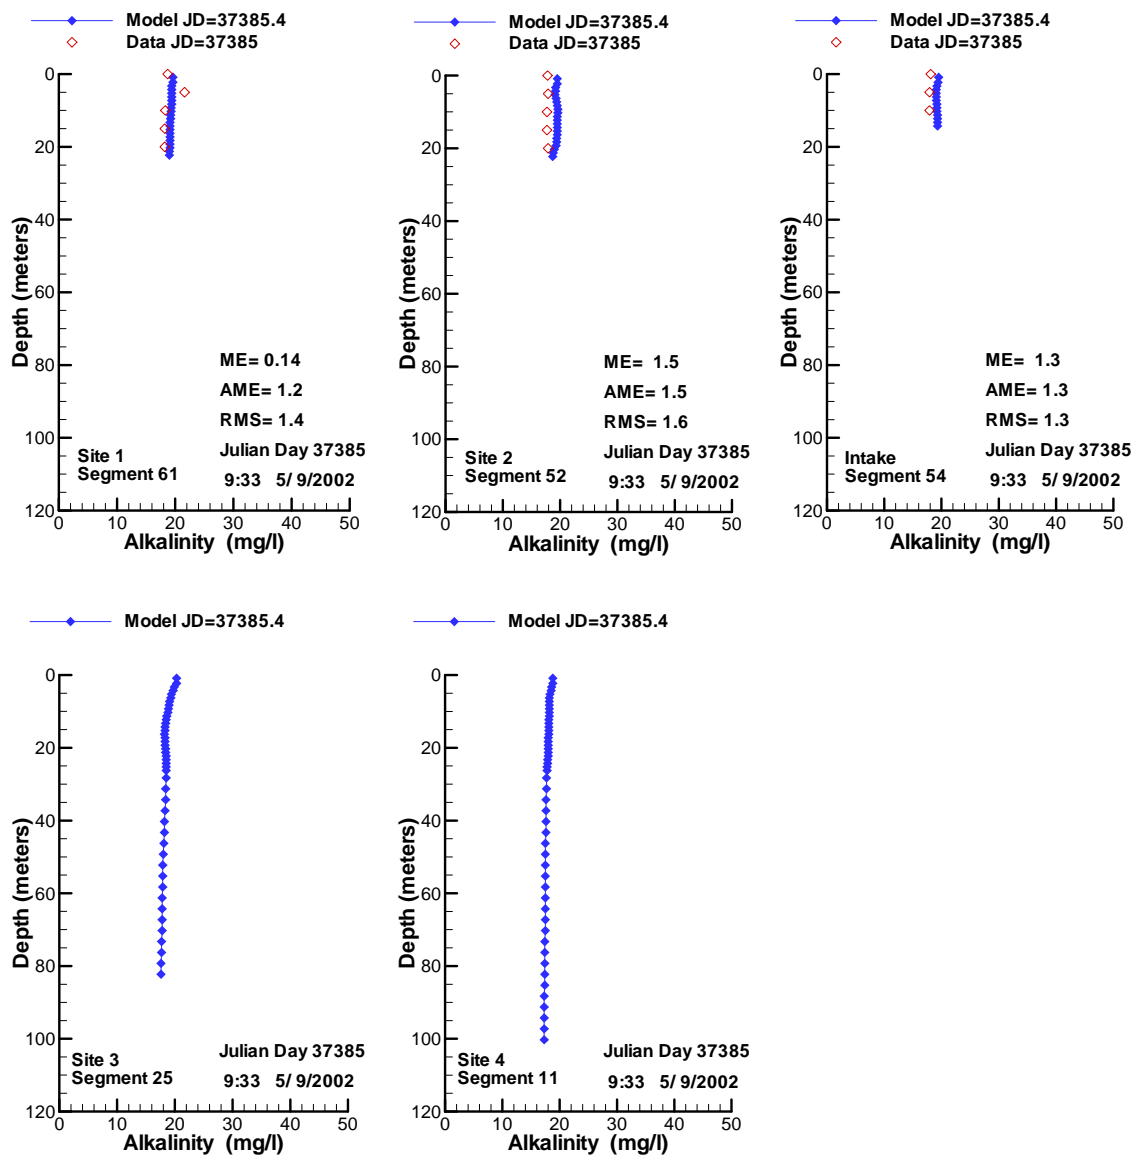 Model JD=37385.4
Data JD=37385
0
20
40
60
80
100
120
Depth (meters)
ME= 0.14
AME= 1.2
RMS= 1.4
Julian Day 37385
9:33 5/ 9/2002
Site 1
Segment 61
0 10 20 30 40 50
Alkalinity (mg/l)
Model JD=37385.4
Data JD=37385
0
20
40
60
80
100
120
Depth (meters)
ME= 1.5
AME= 1.5
RMS= 1.6
Julian Day 37385
9:33 5/ 9/2002
Site 2
Segment 52
0 10 20 30 40 50
Alkalinity (mg/l)
Model JD=37385.4
Data JD=37385
0
20
40
60
80
100
120
Depth (meters)
ME= 1.3
AME= 1.3
RMS= 1.3
Julian Day 37385
9:33 5/ 9/2002
Intake
Segment 54
0 10 20 30 40 50
Alkalinity (mg/l)
Model JD=37385.4
0
20
40
60
80
100
120
Depth (meters)
Julian Day 37385
9:33 5/ 9/2002
Site 3
Segment 25
0 10 20 30 40 50
Alkalinity (mg/l)
Model JD=37385.4
0
20
40
60
80
100
120
Depth (meters)
Julian Day 37385
9:33 5/ 9/2002
Site 4
Segment 11
0 10 20 30 40 50
Alkalinity (mg/l)